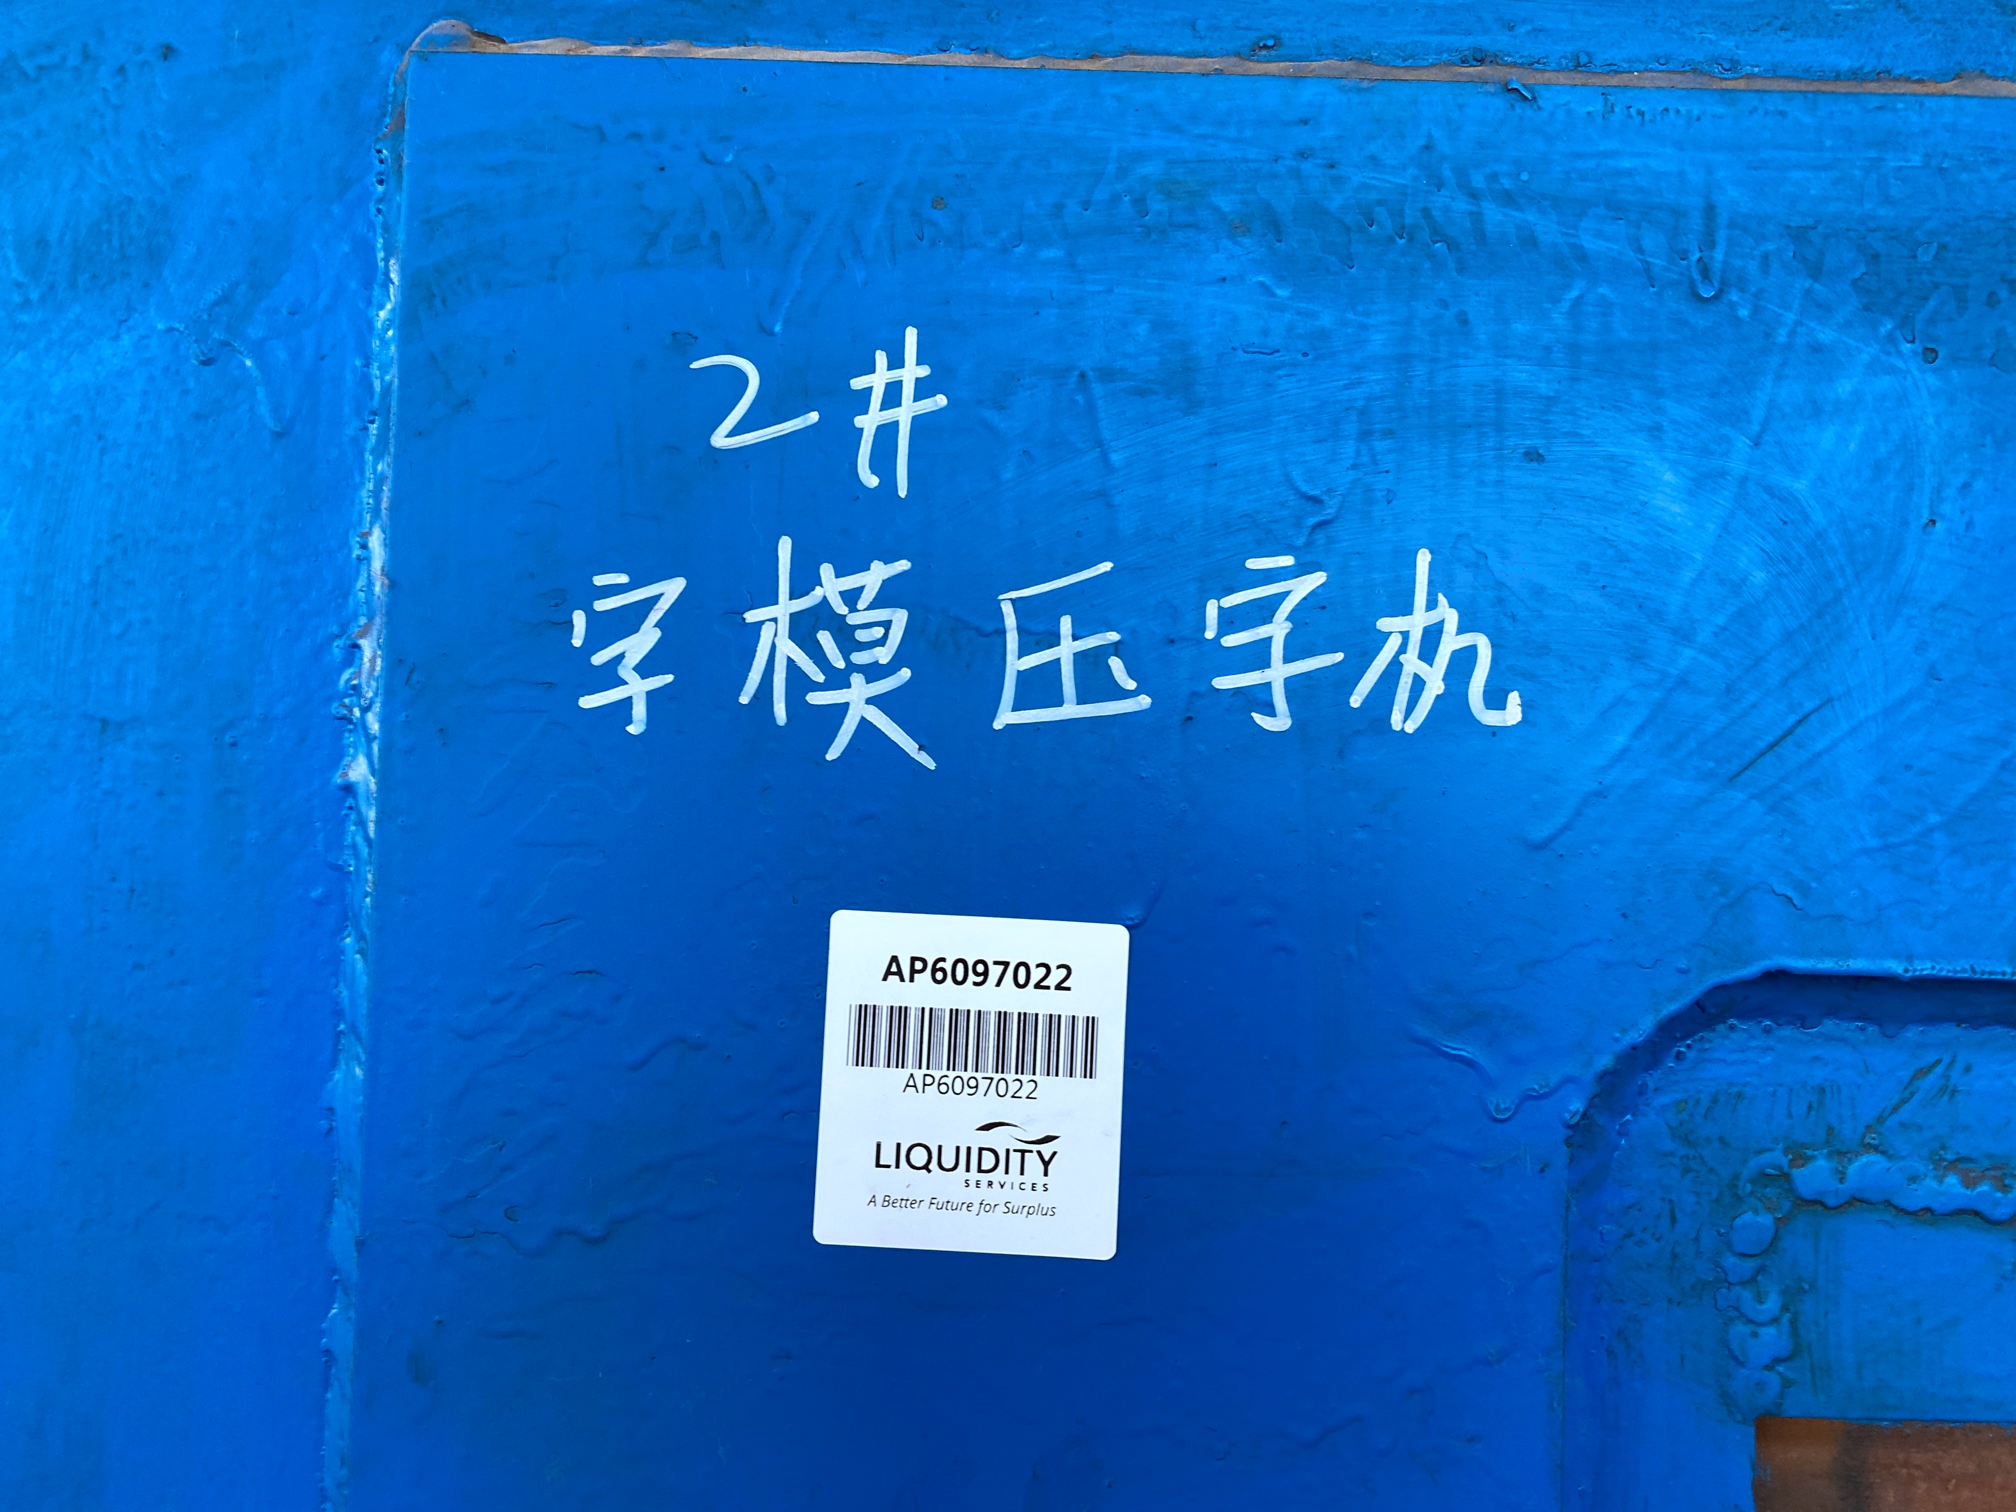 2#
字模压字机
AP6097022
AP6097022
LIQUIDITY
SERVICES
A Better Future for Surplus